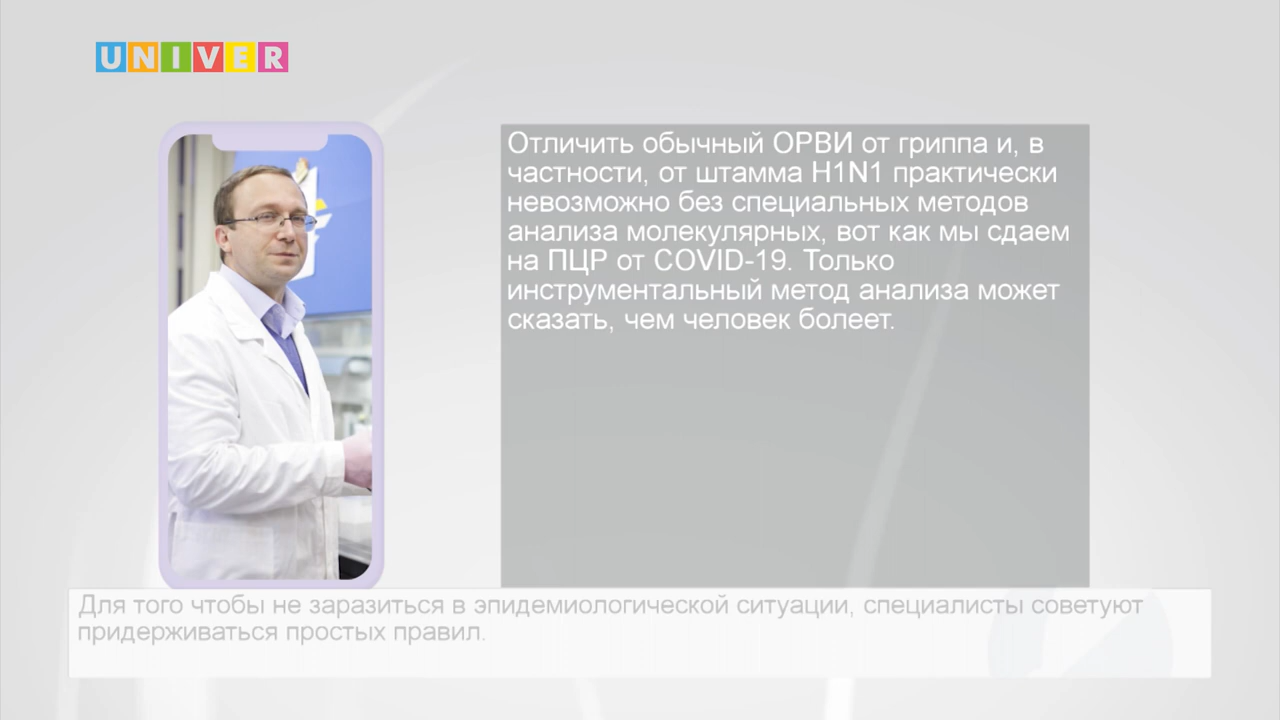 UNIVER
Отличить обычный ОРВИ от гриппа и, в
частности, от штамма H1N1 практически
невозможно без специальных методов
анализа молекулярных, вот как мы сдаем
на ПЦР от COVID-19. Только
инструментальный метод анализа может
сказать, чем человек болеет.
Для того чтобы не заразиться в эпидемиологической ситуации, специалисты советуют
придерживаться простых правил.